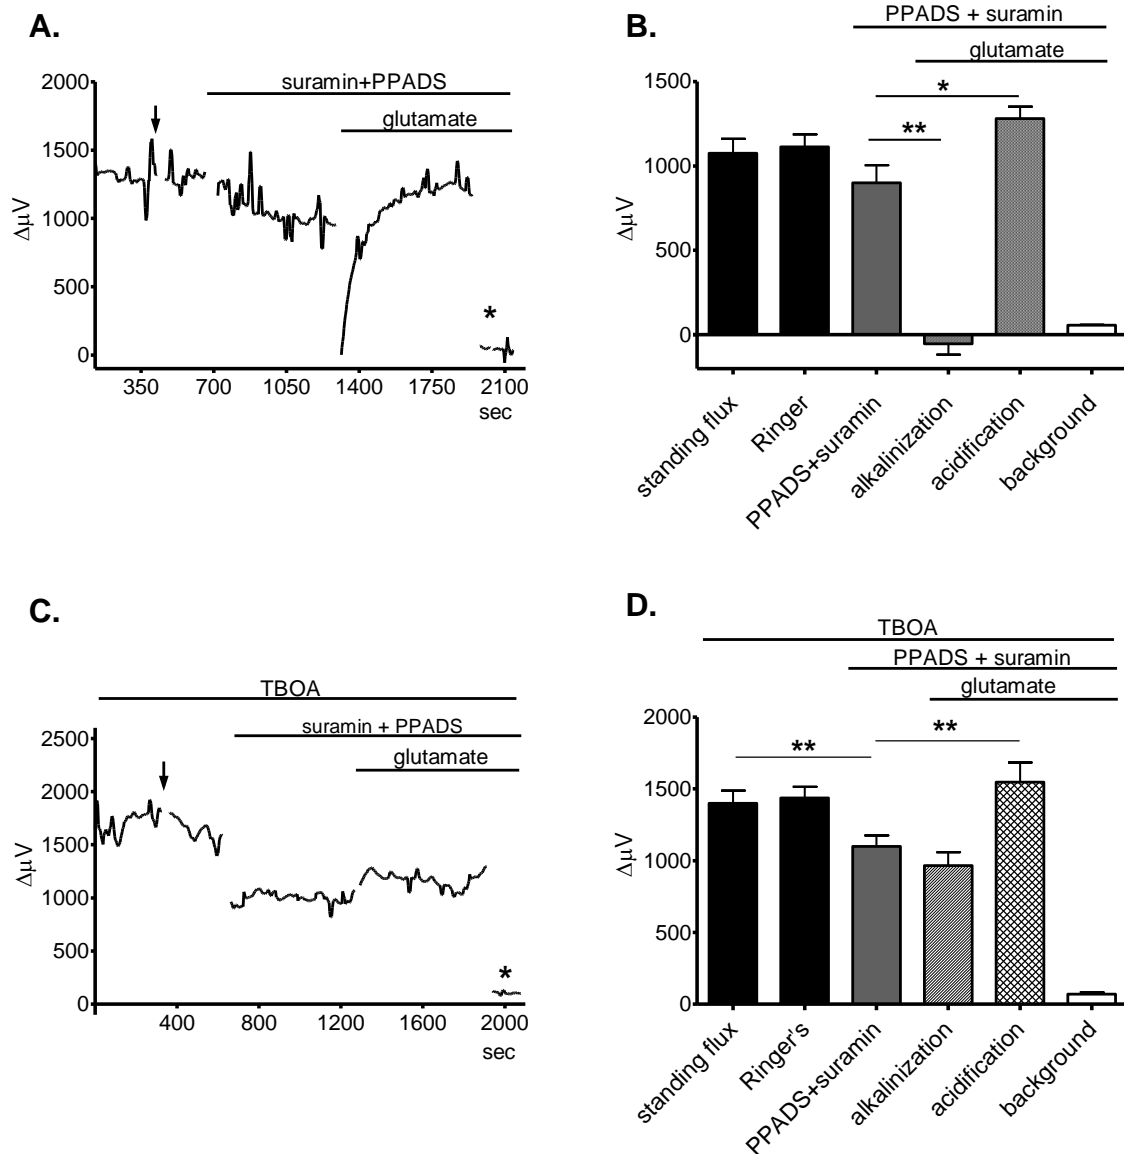 A.
suramin+PPADS
glutamate
2000
1500
1000
500
0
ΔμV
*
350 700 1050 1400 1750 2100
sec
B.
PPADS + suramin
glutamate
1500
1000
500
0
ΔμV
*
**
standing flux
Ringer
PPADS+suramin
alkalinization
acidification
background
C.
TBOA
suramin + PPADS
glutamate
2500
2000
1500
1000
500
0
ΔμV
*
400 800 1200 1600 2000
sec
D.
TBOA
PPADS + suramin
glutamate
2000
1500
1000
500
0
ΔμV
**
**
standing flux
Ringer's
PPADS+suramin
alkalinization
acidification
background